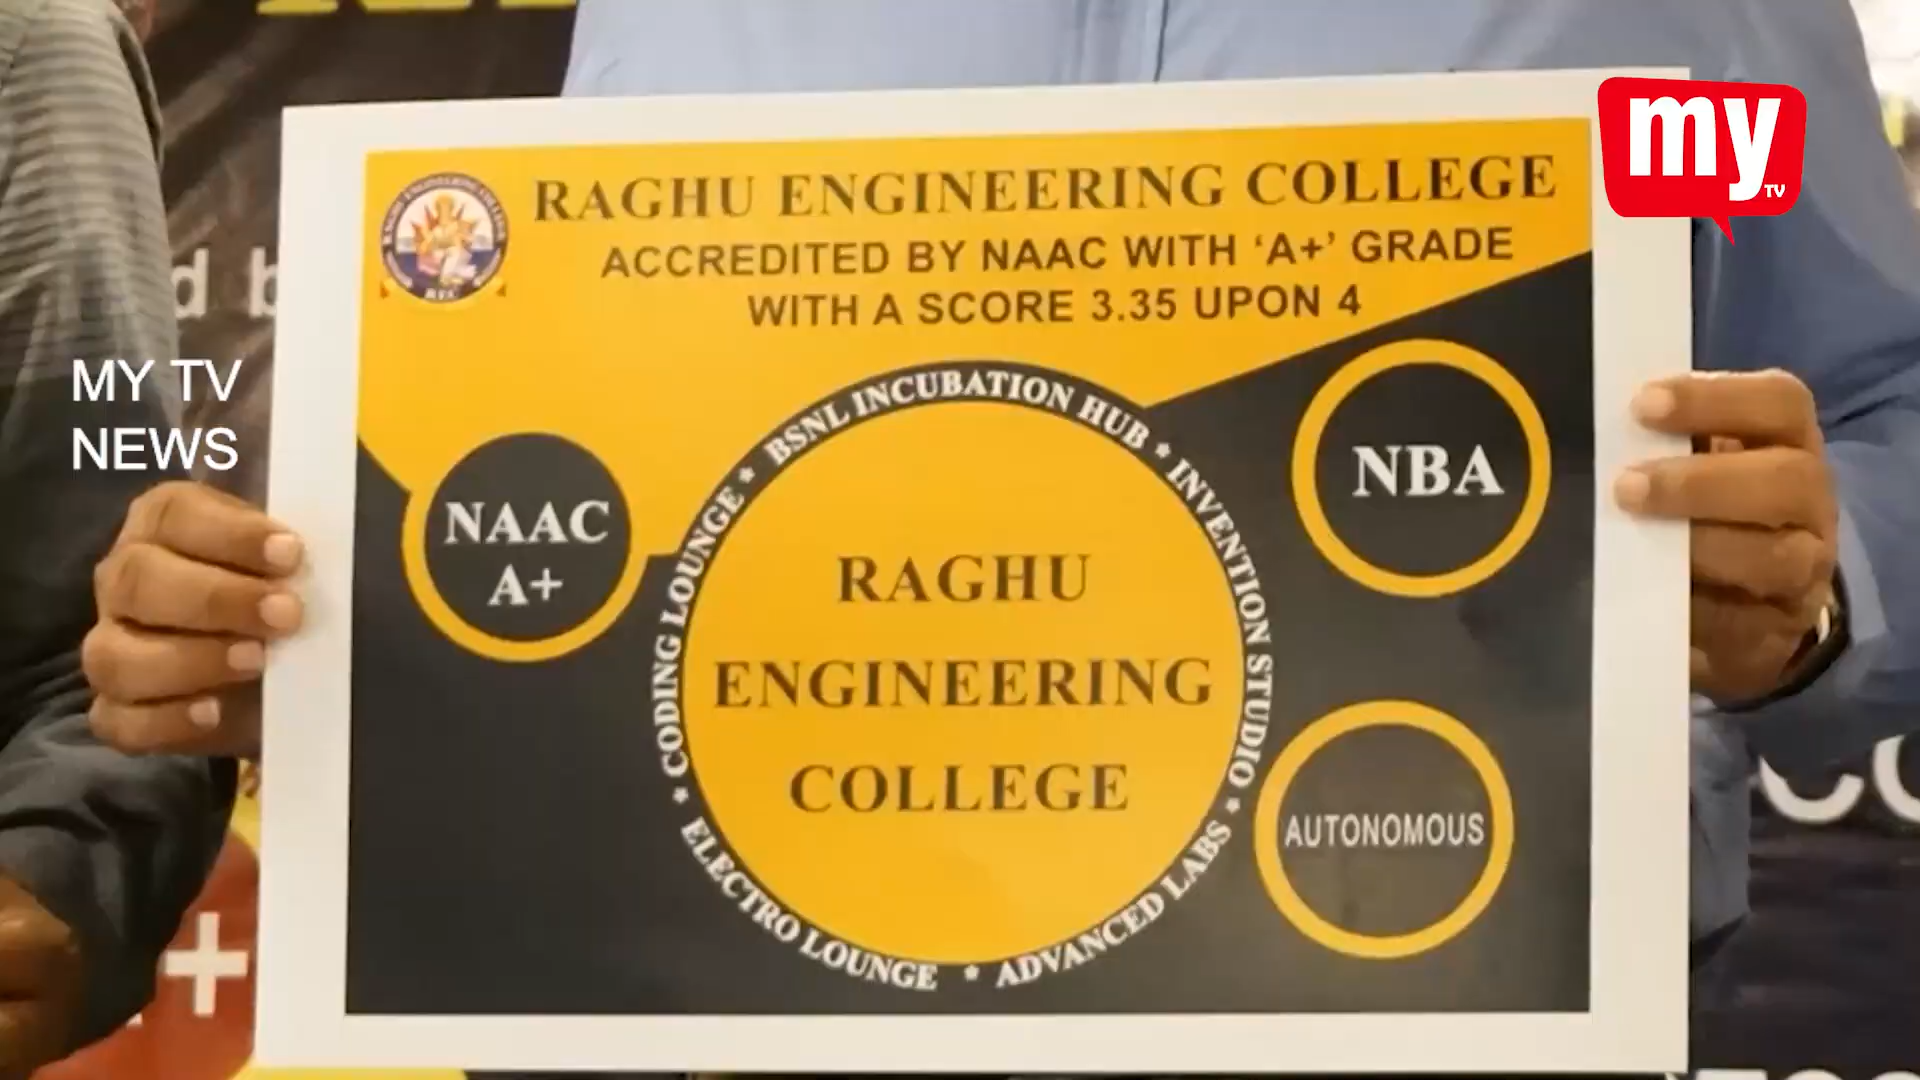 my
TV
RAGHU ENGINEERING COLLEGE
ACCREDITED BY NAAC WITH ‘A+’ GRADE
WITH A SCORE 3.35 UPON 4
d b
MY TV
NEWS
NAAC
A+
NBA
AUTONOMOUS
* CODING LOUNGE * BSNL INCUBATION HUB * INVENTION STUDIO * ADVANCED LABS * ELECTRO LOUNGE
RAGHU
ENGINEERING
COLLEGE
REC
+